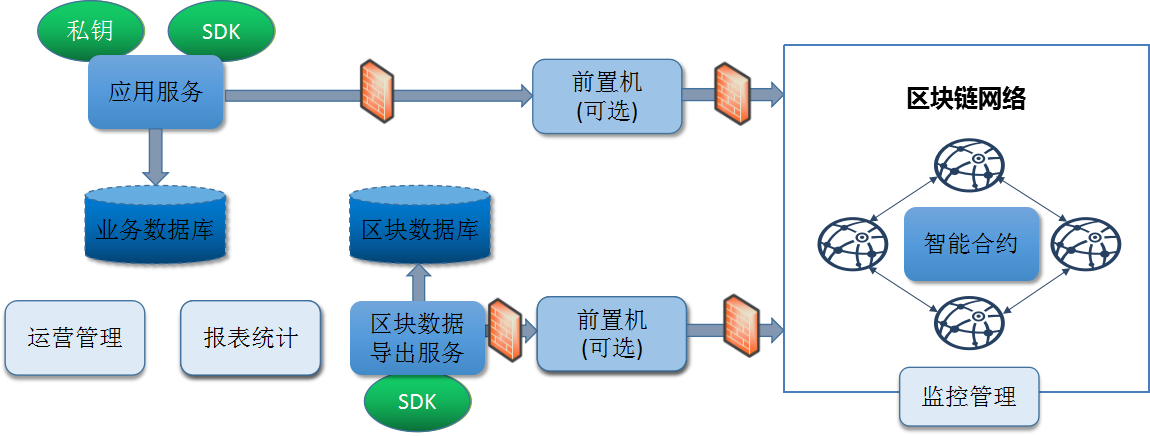 私钥
SDK
应用服务
前置机
(可选)
区块链网络
业务数据库
区块数据库
智能合约
运营管理
报表统计
区块数据
导出服务
前置机
(可选)
SDK
监控管理